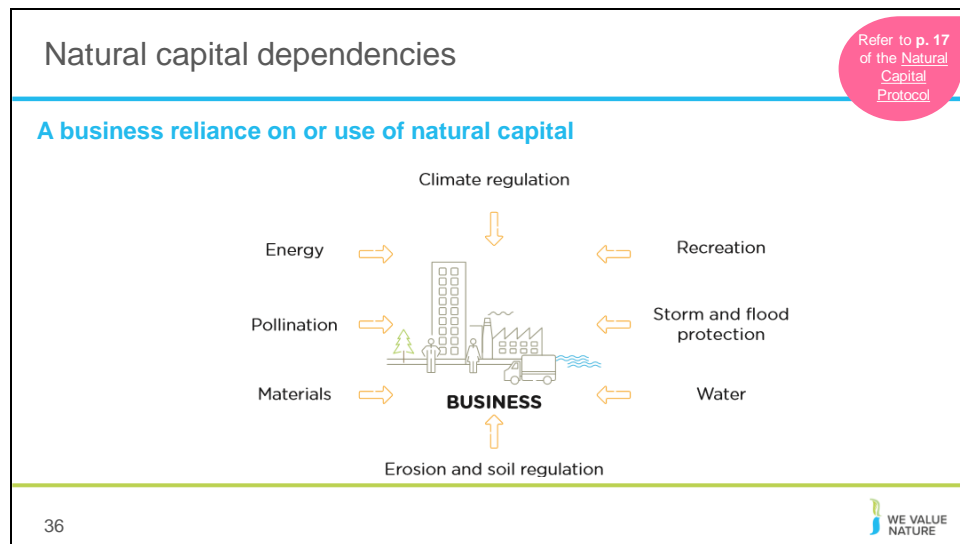 Natural capital dependencies
Refer to p. 17
of the Natural
Capital
Protocol
A business reliance on or use of natural capital
Climate regulation
Energy
Recreation
Pollination
Storm and flood
protection
Materials
Water
BUSINESS
Erosion and soil regulation
36
WE VALUE
NATURE